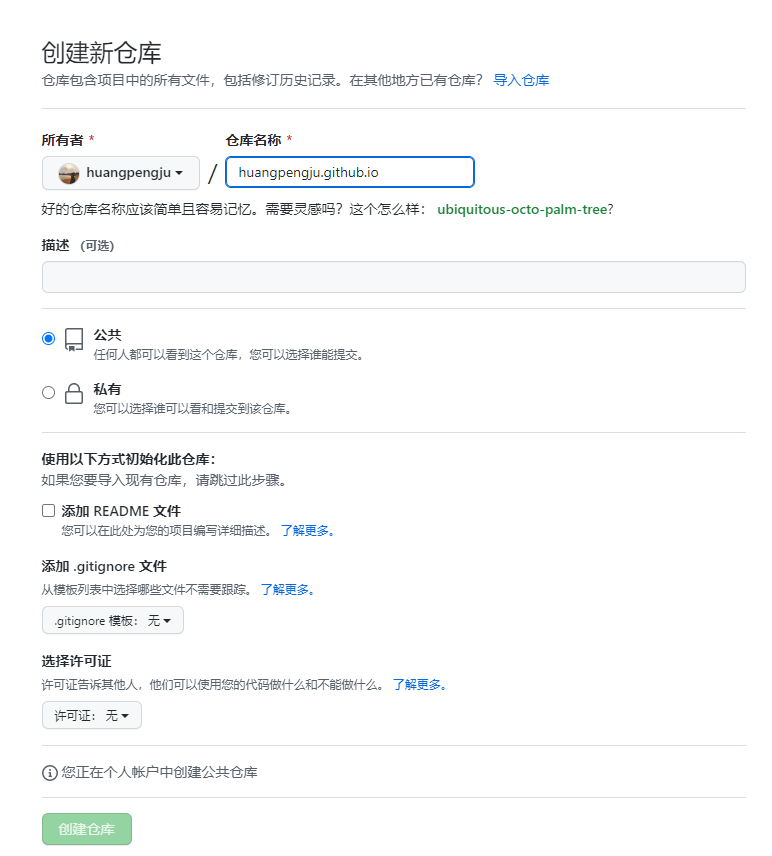 创建新仓库
仓库包含项目中的所有文件，包括修订历史记录。在其他地方已有仓库？ 导入仓库
所有者 * 仓库名称 *
huangpengju / huangpengju.github.io
好的仓库名称应该简单且容易记忆。需要灵感吗？这个怎么样： ubiquitous-octo-palm-tree?
描述 (可选)
公共
任何人都可以看到这个仓库，您可以选择谁能提交。
私有
您可以选择谁可以看和提交到该仓库。
使用以下方式初始化此仓库：
如果您要导入现有仓库，请跳过此步骤。
添加 README 文件
您可以在此处为您的项目编写详细描述。 了解更多。
添加 .gitignore 文件
从模板列表中选择哪些文件不需要跟踪。 了解更多。
.gitignore 模板： 无
选择许可证
许可证告诉其他人，他们可以使用您的代码做什么和不能做什么。 了解更多。
许可证： 无
您正在个人帐户中创建公共仓库
创建仓库